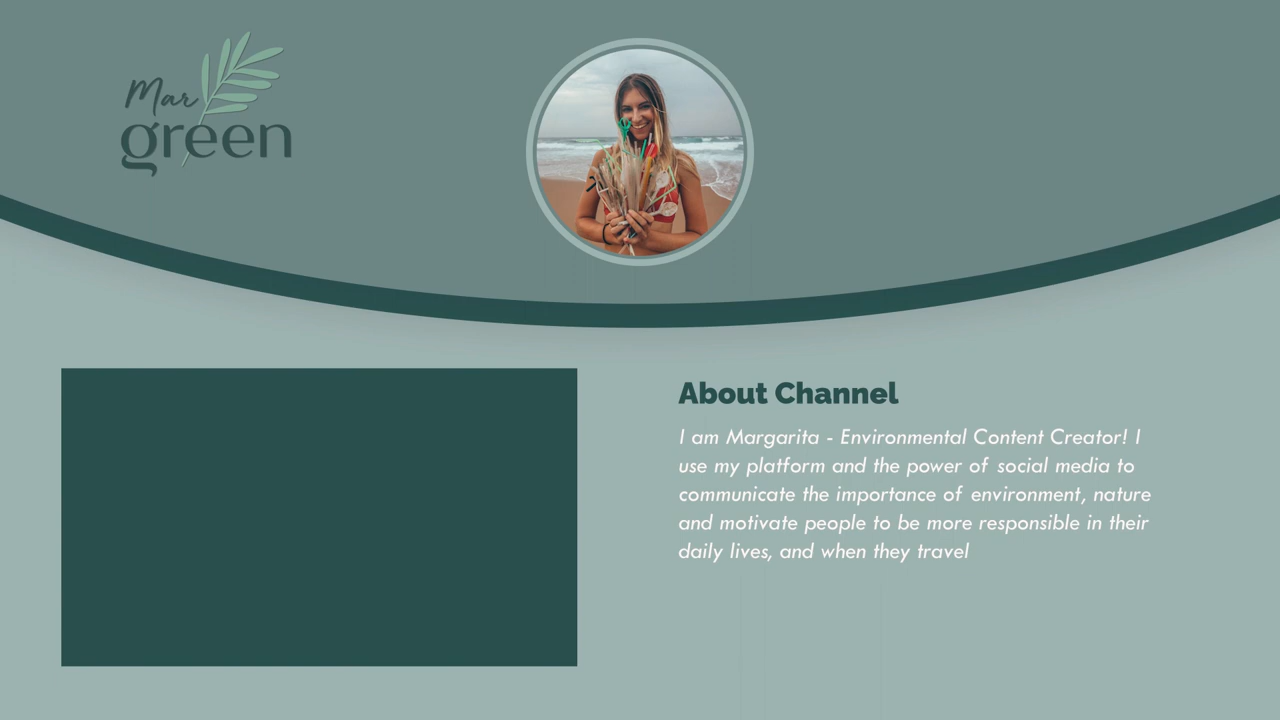 Mar
green
About Channel
I am Margarita - Environmental Content Creator! I
use my platform and the power of social media to
communicate the importance of environment, nature
and motivate people to be more responsible in their
daily lives, and when they travel